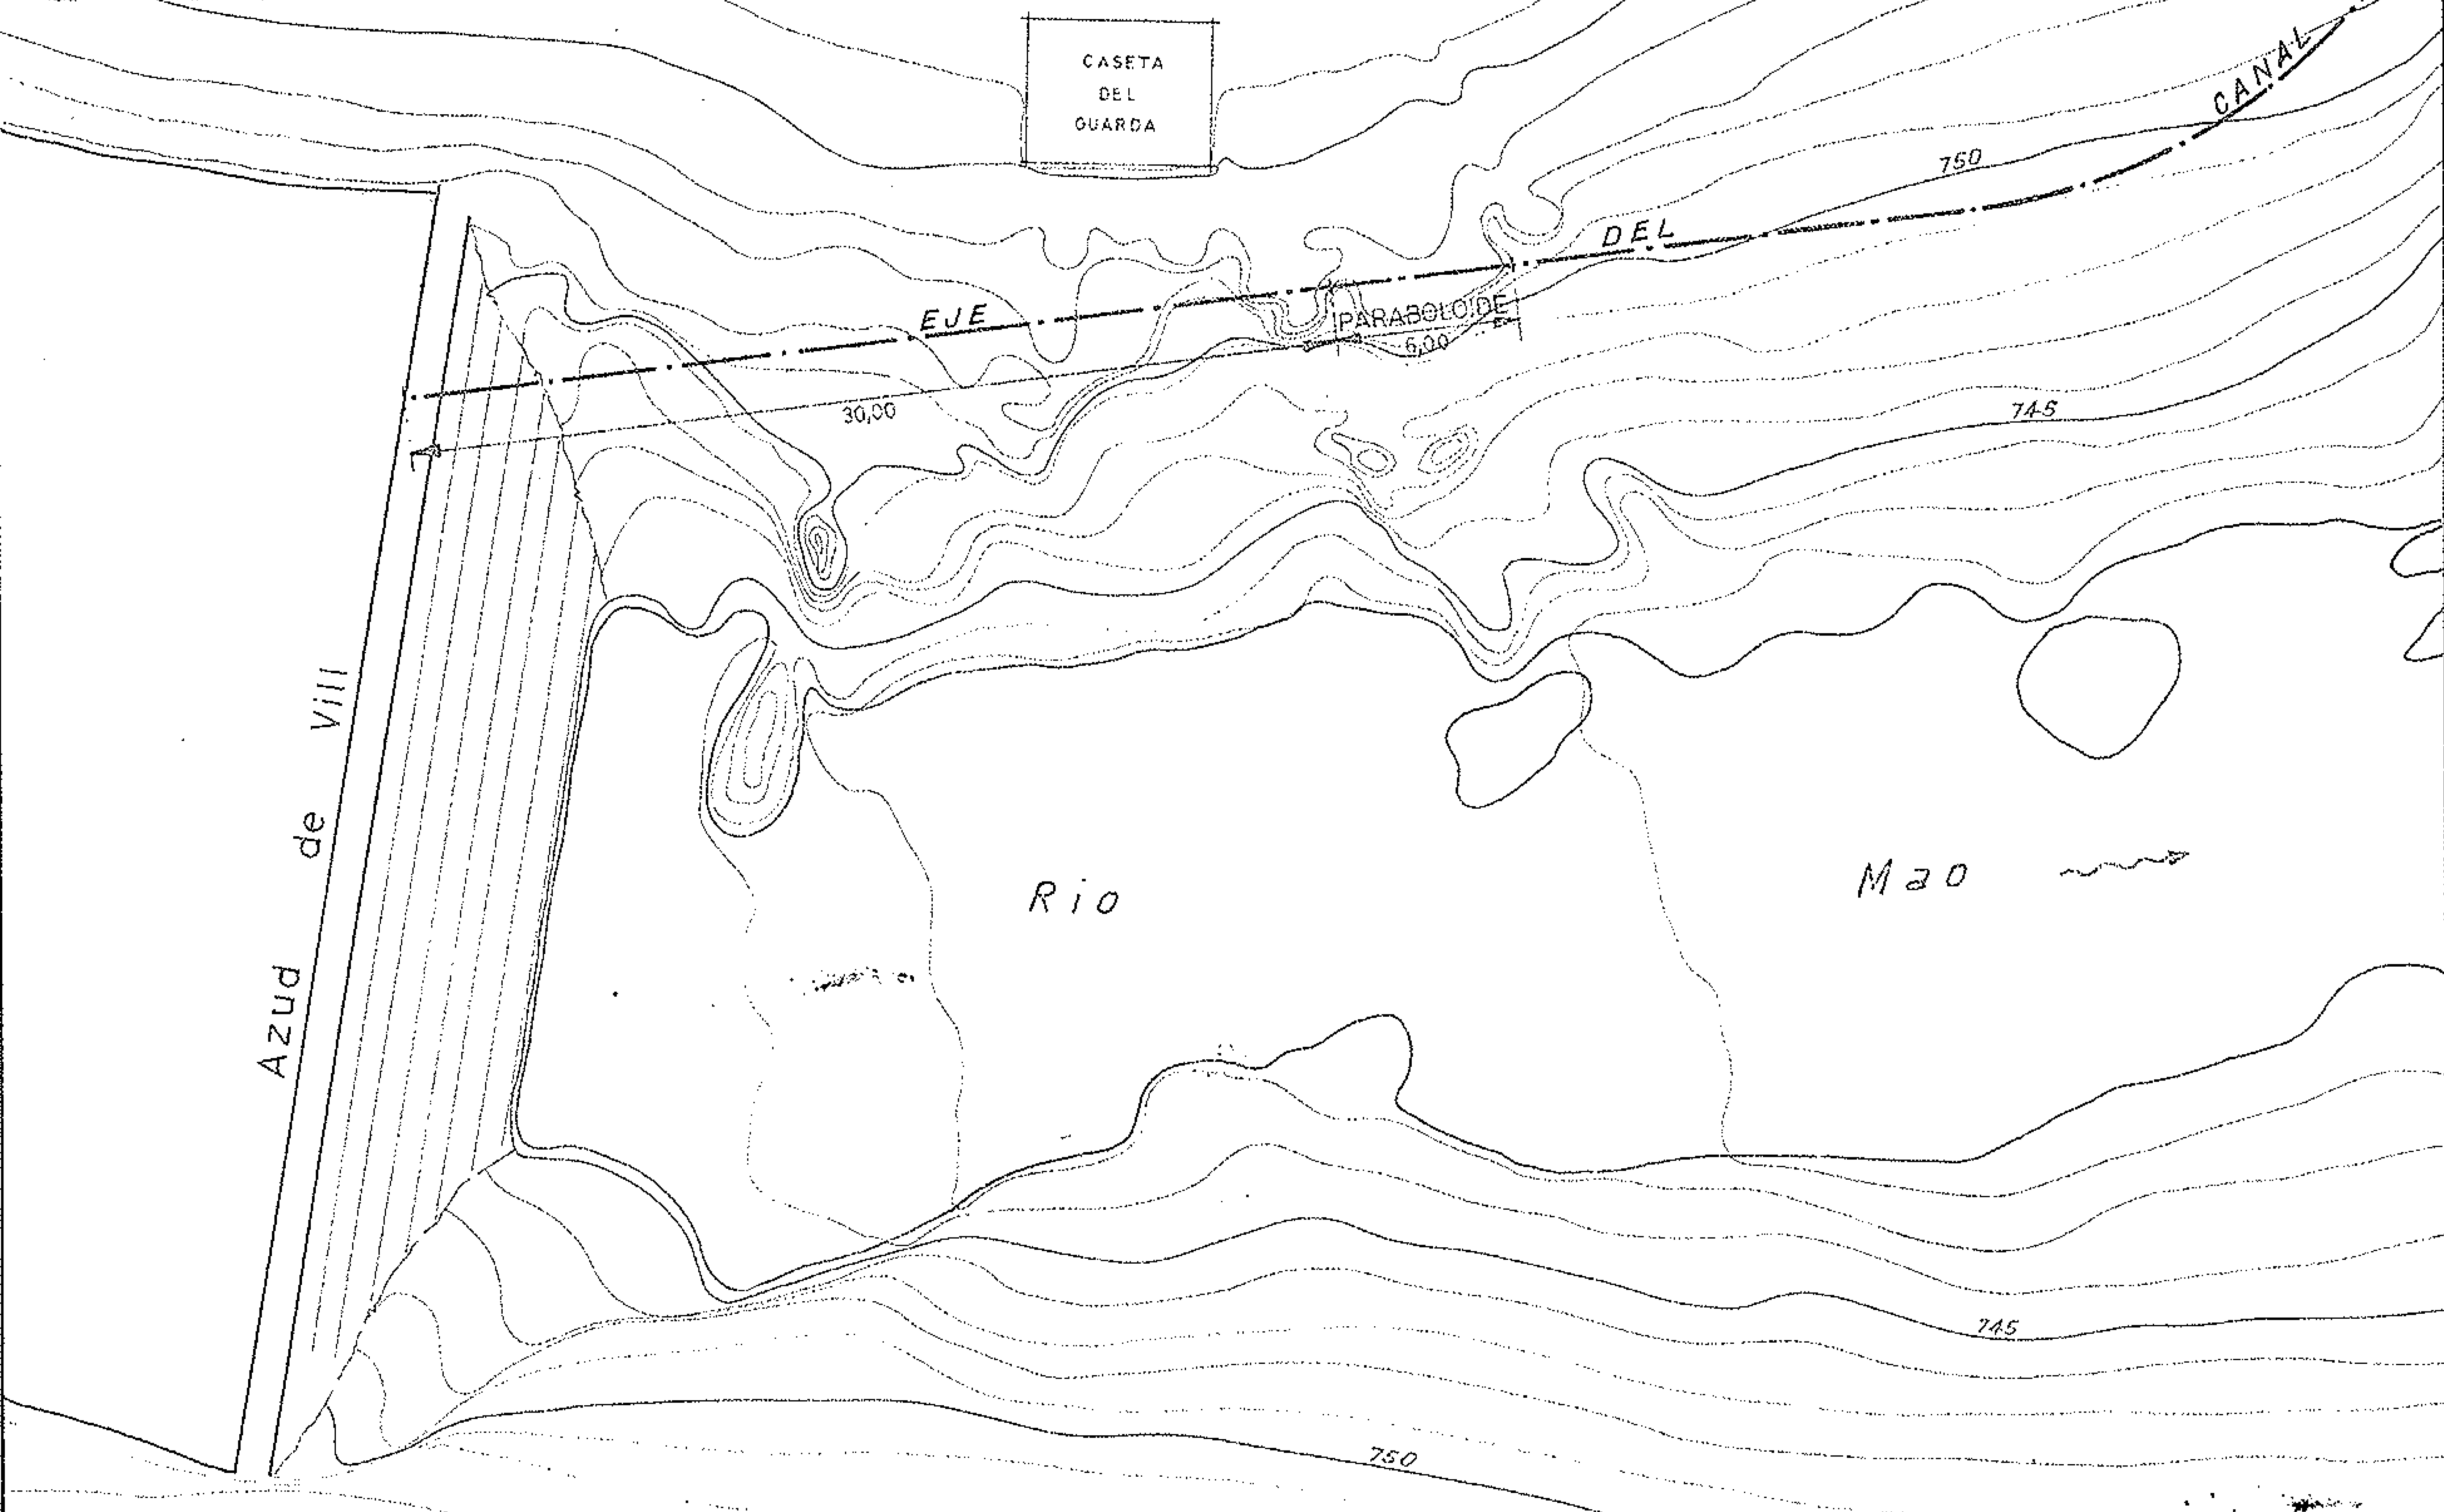 CASETA
DEL
GUARDA
EJE DEL CANAL
750
PARABOLOIDE
6,00
30,00
745
Azud de Vill
Rio Mao
745
750